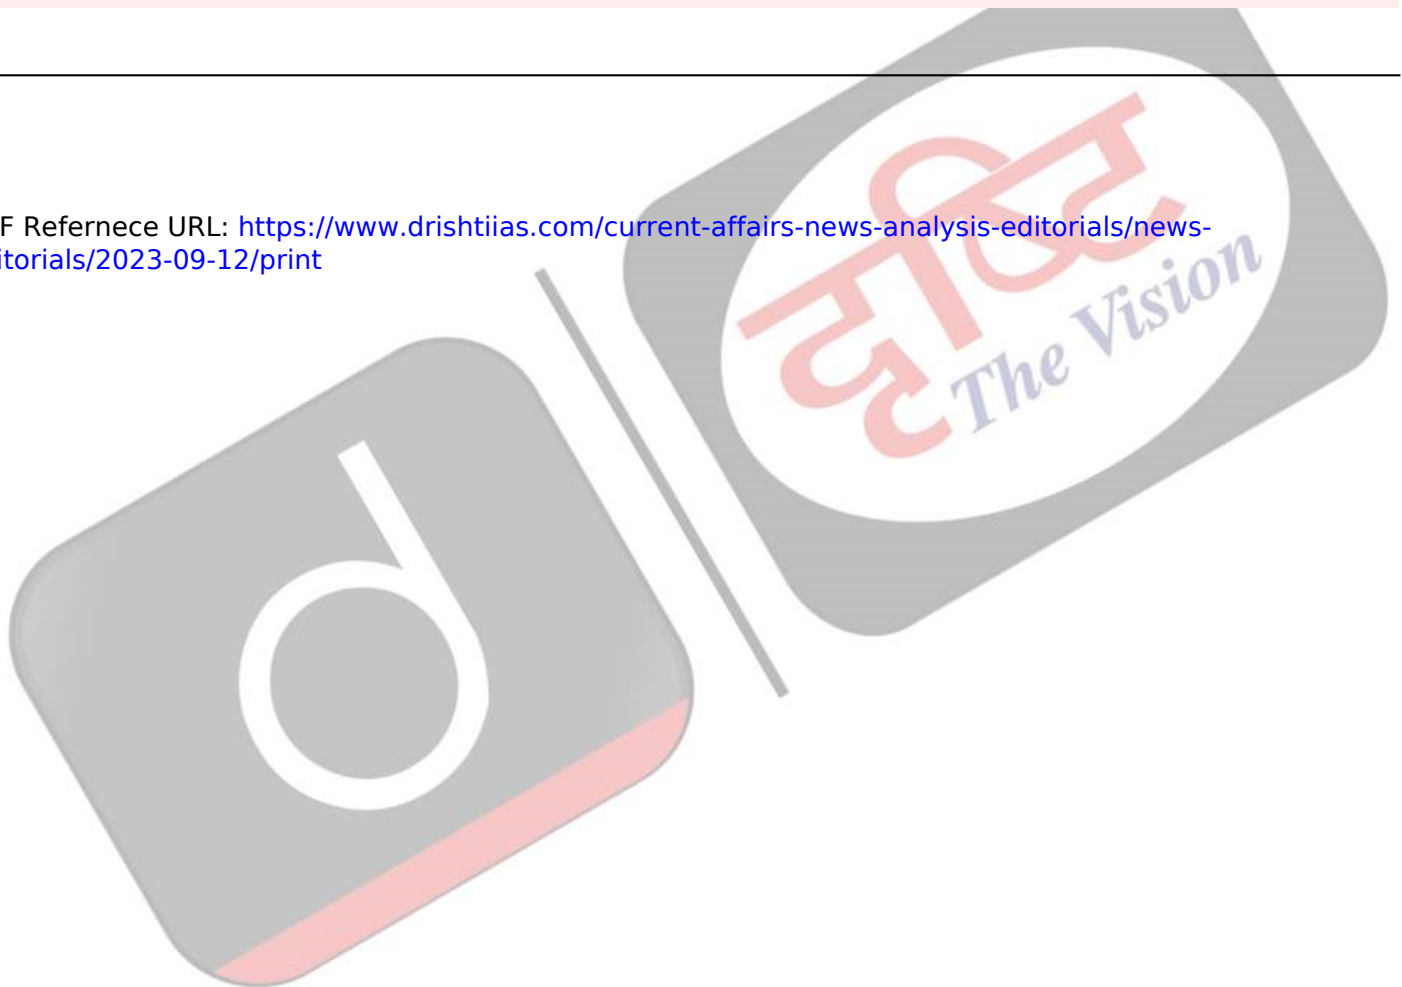 F Refernece URL: https://www.drishtiias.com/current-affairs-news-analysis-editorials/news-
itorials/2023-09-12/print
दृष्टि
The Vision
d